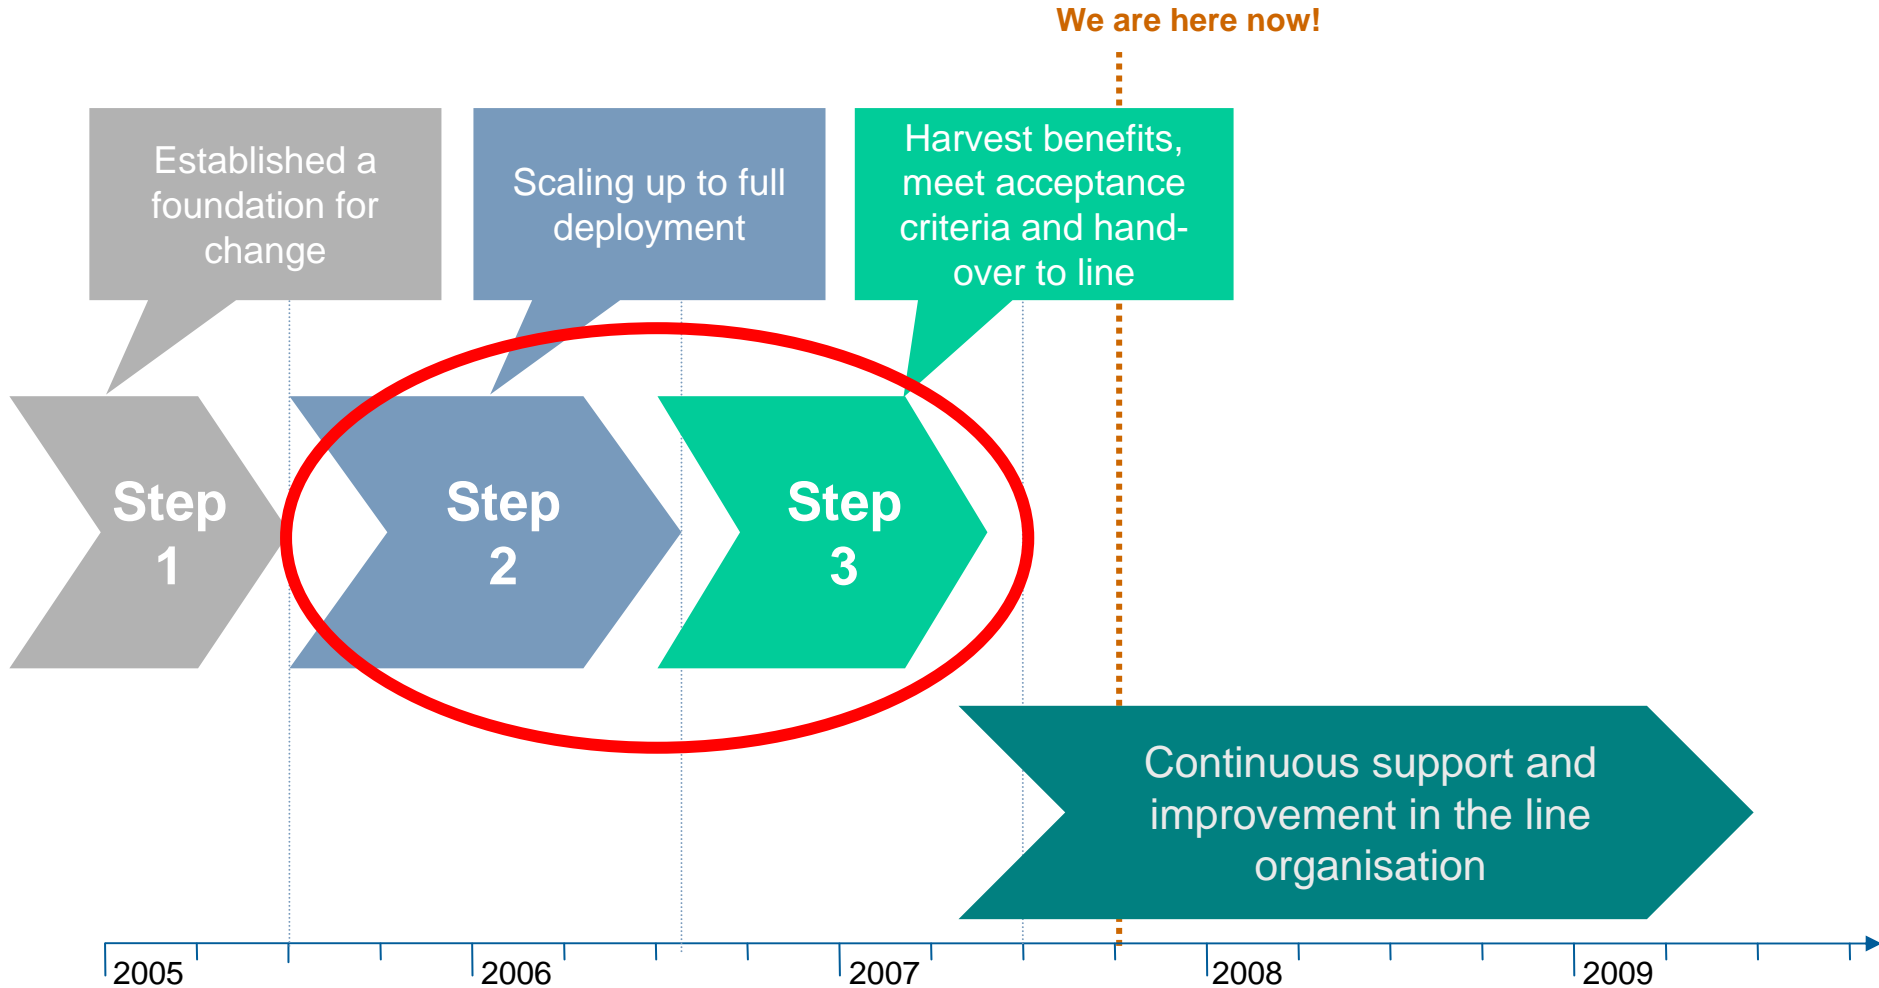 We are here now!
Established a
foundation for
change
Scaling up to full
deployment
Harvest benefits,
meet acceptance
criteria and hand-
over to line
Step
1
Step
2
Step
3
Continuous support and
improvement in the line
organisation
2005
2006
2007
2008
2009